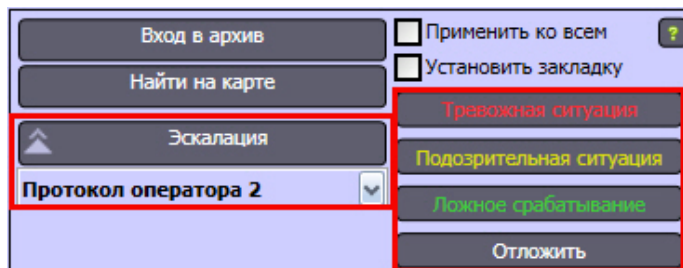 Вход в архив
Найти на карте
Эскалация
Протокол оператора 2
Применить ко всем
?
Установить закладку
Тревожная ситуация
Подозрительная ситуация
Ложное срабатывание
Отложить